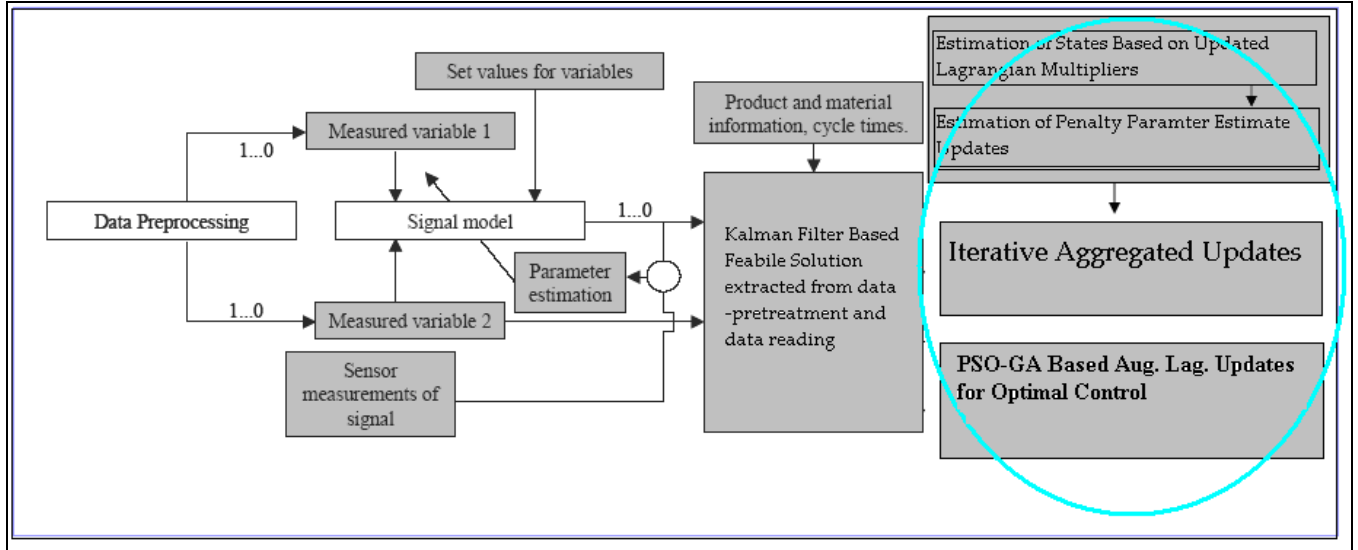 Set values for variables
Measured variable 1
1...0
Data Preprocessing
Signal model
1...0
Parameter
estimation
1...0
Measured variable 2
Sensor
measurements of
signal
Product and material
information, cycle times.
Kalman Filter Based
Feabile Solution
extracted from data
-pretreatment and
data reading
Estimation of States Based on Updated
Lagrangian Multipliers
Estimation of Penalty Paramter Estimate
Updates
Iterative Aggregated Updates
PSO-GA Based Aug. Lag. Updates
for Optimal Control